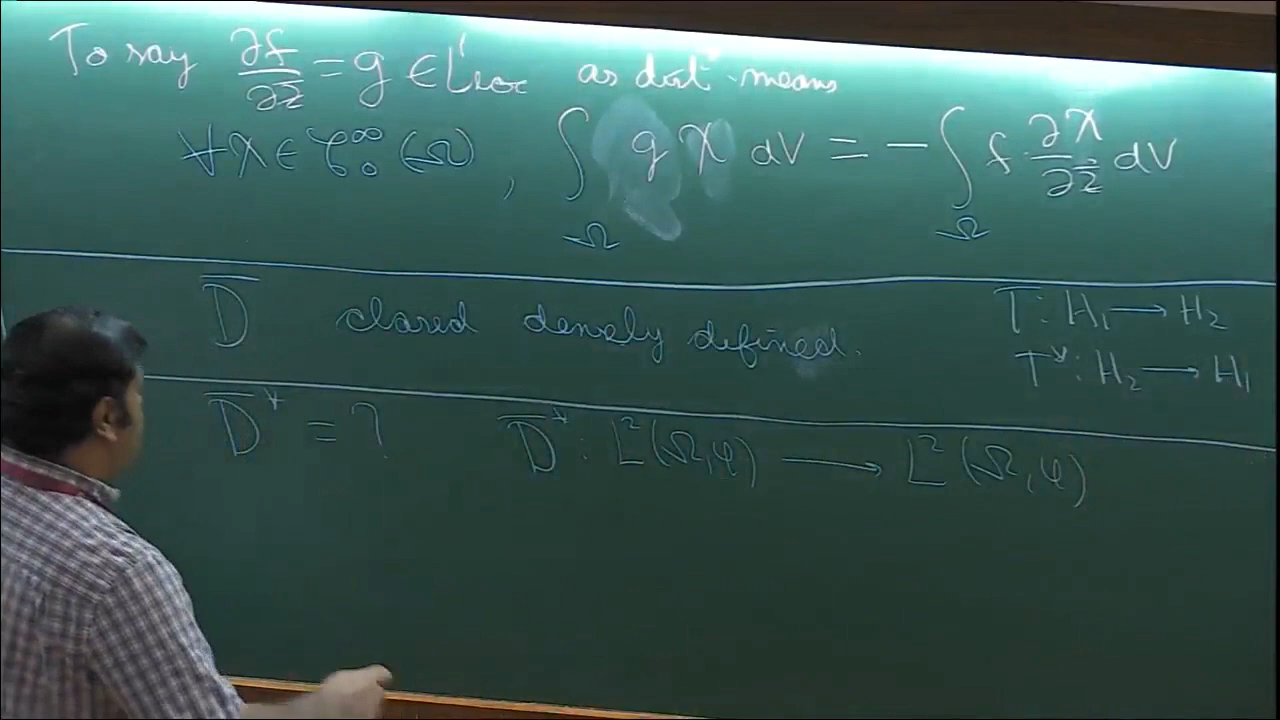 To say ∂f/∂z̄ = g ∈ L¹loc as dist^n means
∀χ ∈ C₀^∞(Ω), ∫_Ω g χ dV = − ∫_Ω f · ∂χ/∂z̄ dV
D̄ closed densely defined. T : H₁ ⟶ H₂
T* : H₂ ⟶ H₁
D̄* = ? D̄* : L²(Ω, φ) ⟶ L²(Ω, φ)